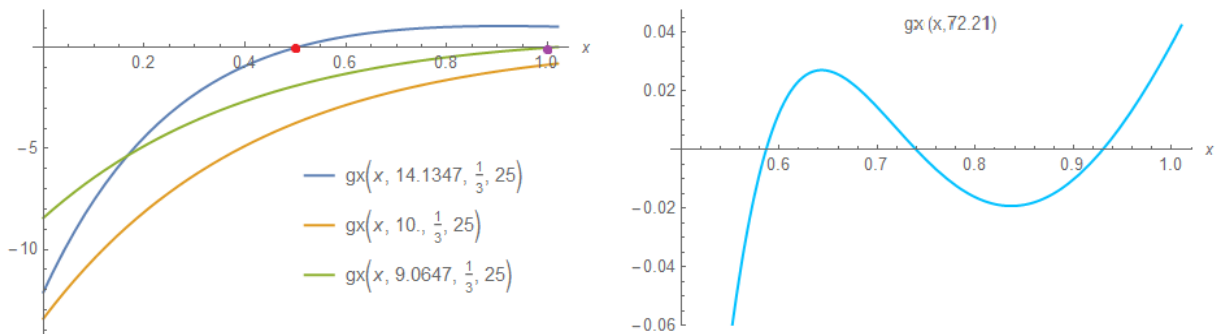 x
0.2 0.4 0.6 0.8 1.0
-5
-10
gx(x, 14.1347, 1/3, 25)
gx(x, 10., 1/3, 25)
gx(x, 9.0647, 1/3, 25)
gx (x,72.21)
0.04
0.02
x
0.6 0.7 0.8 0.9 1.0
-0.02
-0.04
-0.06